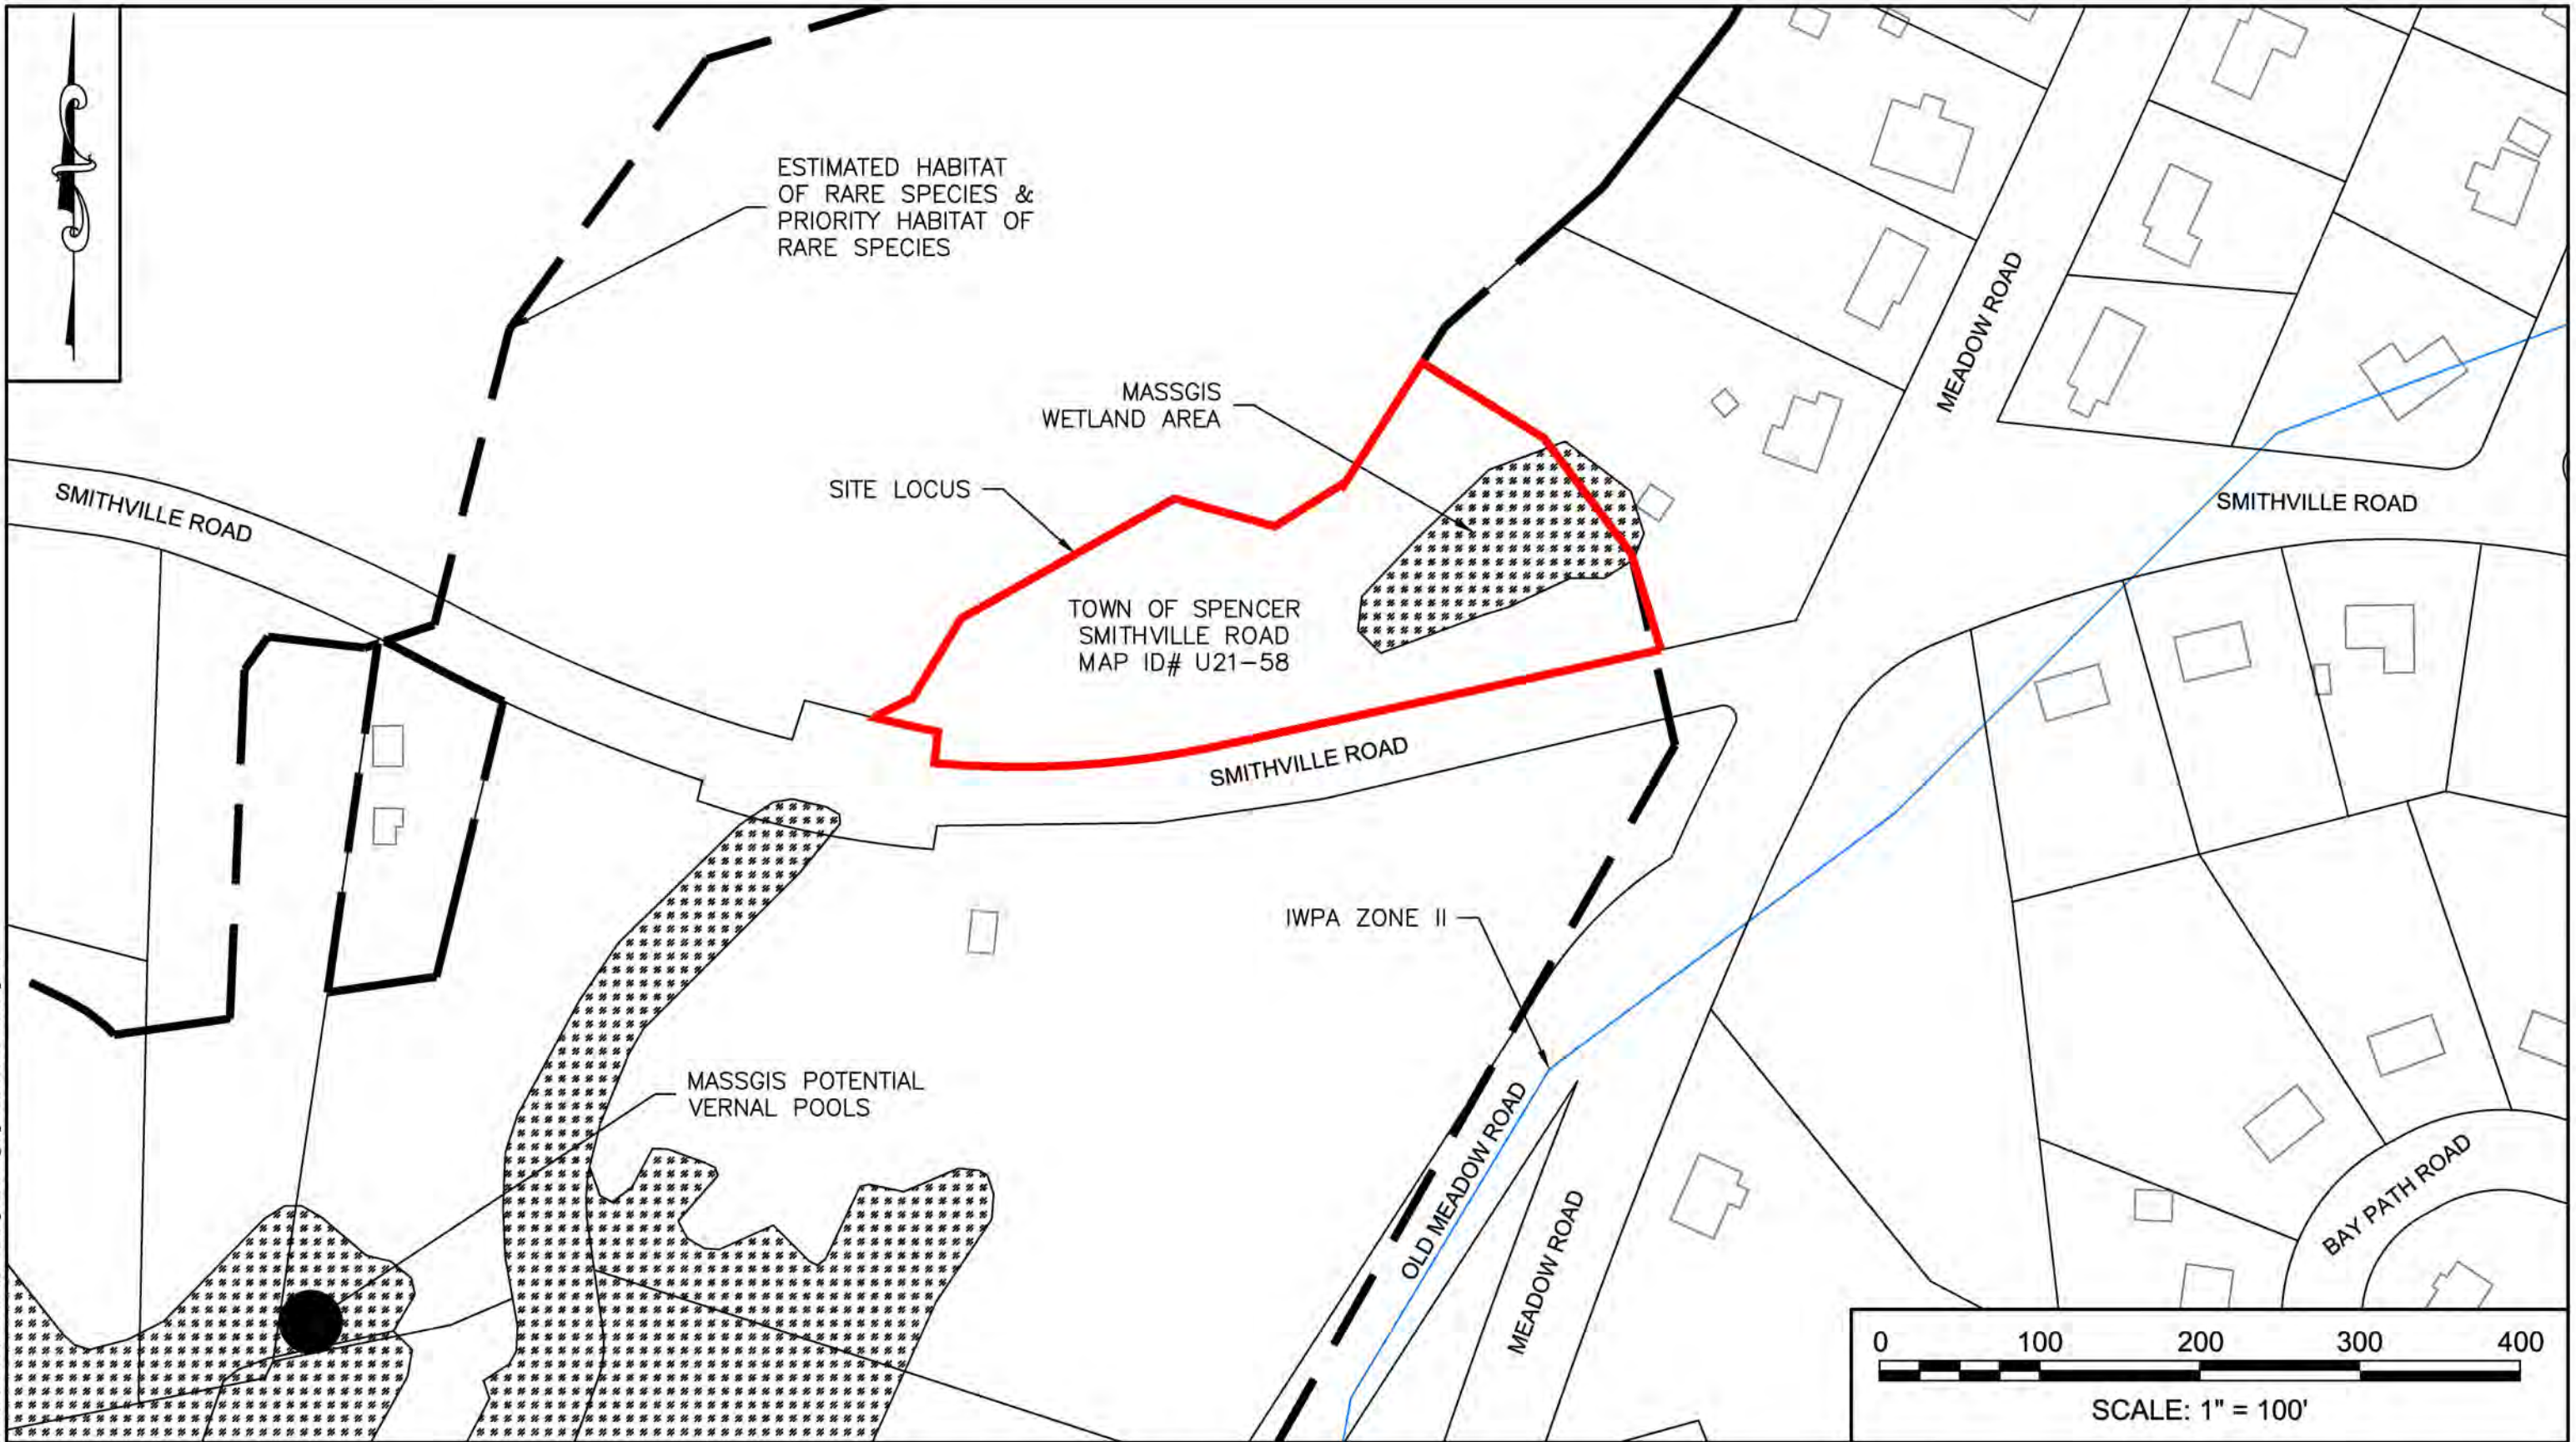 ESTIMATED HABITAT
OF RARE SPECIES &
PRIORITY HABITAT OF
RARE SPECIES
MEADOW ROAD
MASSGIS
WETLAND AREA
SITE LOCUS
SMITHVILLE ROAD
SMITHVILLE ROAD
TOWN OF SPENCER
SMITHVILLE ROAD
MAP ID# U21-58
SMITHVILLE ROAD
IWPA ZONE II
MASSGIS POTENTIAL
VERNAL POOLS
OLD MEADOW ROAD
MEADOW ROAD
BAY PATH ROAD
0 100 200 300 400
SCALE: 1" = 100'